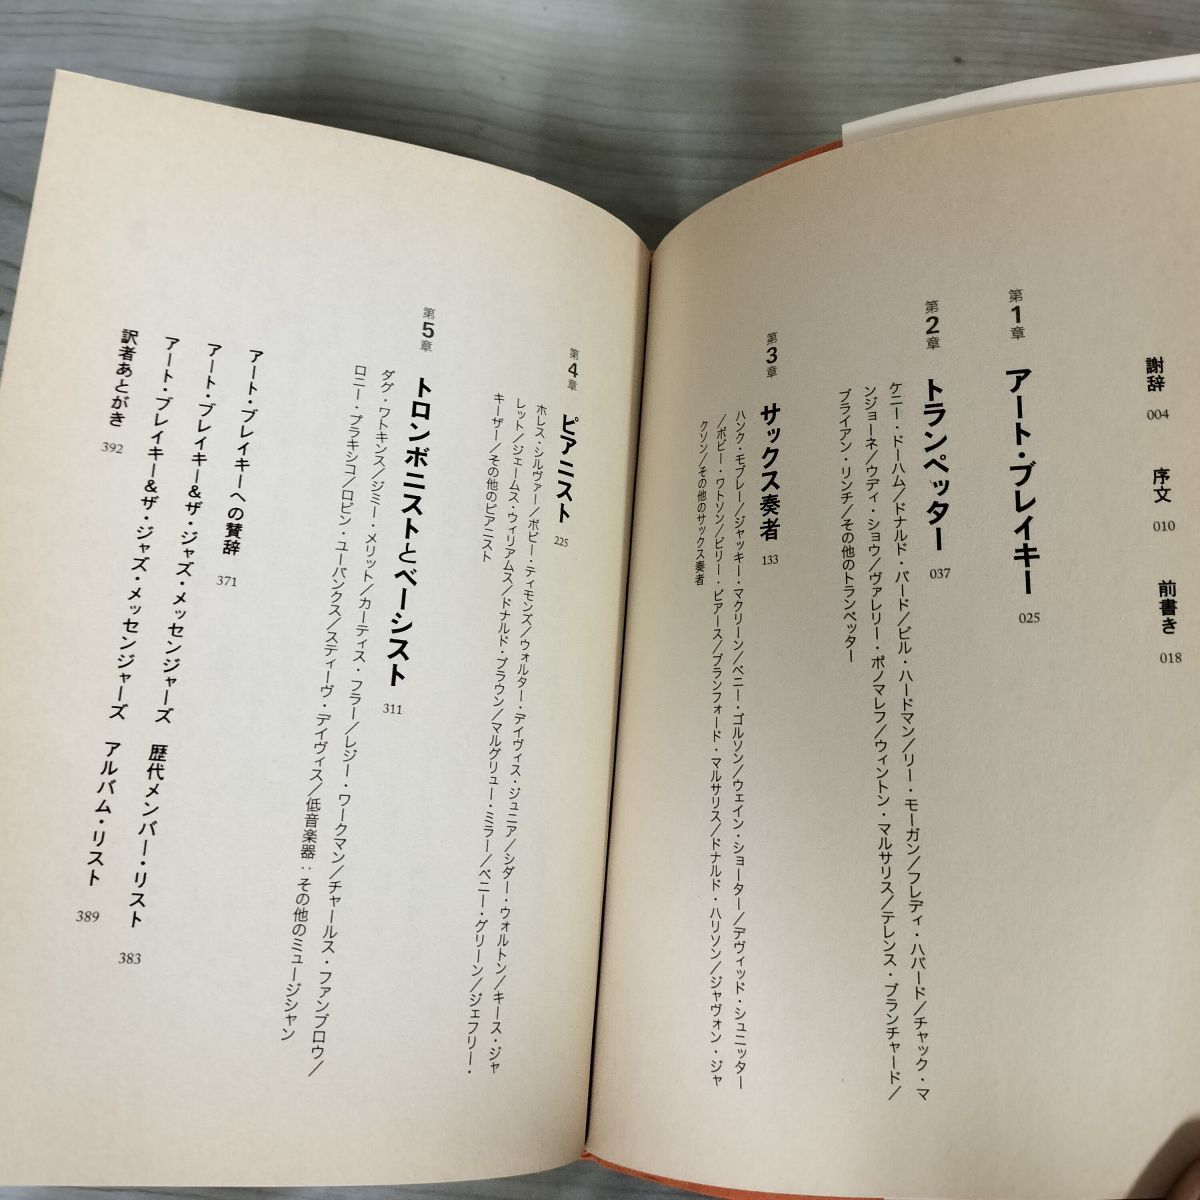 謝辞 004 序文 010 前書き 018
第1章 アート・ブレイキー 025
第2章 トランペッター 037
ケニー・ドーハム/ドナルド・バード/ビル・ハードマン/リー・モーガン/フレディ・ハバード/チャック・マ
ンジョーネ/ウディ・ショウ/ヴァレリー・ポノマレフ/ウィントン・マルサリス/テレンス・ブランチャード/
ブライアン・リンチ/その他のトランペッター
第3章 サックス奏者 133
ハンク・モブレー/ジャッキー・マクリーン/ベニー・ゴルソン/ウェイン・ショーター/デヴィッド・シュニッター
/ボビー・ワトソン/ビリー・ピアース/ブランフォード・マルサリス/ドナルド・ハリソン/ジャヴォン・ジャ
クソン/その他のサックス奏者
第4章 ピアニスト 225
ホレス・シルヴァー/ボビー・ティモンズ/ウォルター・デイヴィス・ジュニア/シダー・ウォルトン/キース・ジャ
レット/ジェームス・ウィリアムス/ドナルド・ブラウン/マルグリュー・ミラー/ベニー・グリーン/ジェフリー・
キーザー/その他のピアニスト
第5章 トロンボニストとベーシスト 311
ダグ・ワトキンス/ジミー・メリット/カーティス・フラー/レジー・ワークマン/チャールス・ファンブロウ/
ロニー・プラキシコ/ロビン・ユーバンクス/スティーヴ・デイヴィス/低音楽器：その他のミュージシャン
アート・ブレイキーへの賛辞 371
アート・ブレイキー&ザ・ジャズ・メッセンジャーズ 歴代メンバー・リスト 383
アート・ブレイキー&ザ・ジャズ・メッセンジャーズ アルバム・リスト 389
訳者あとがき 392